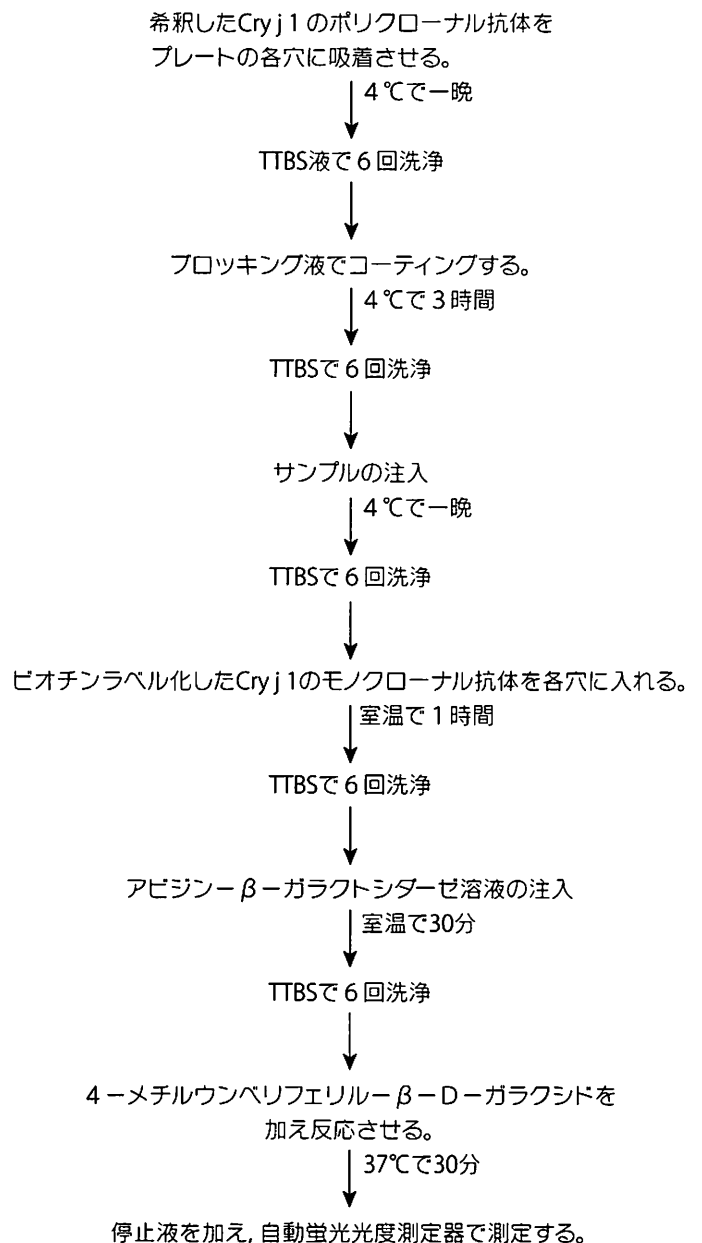 希釈したCry j 1 のポリクローナル抗体を
プレートの各穴に吸着させる。
4℃で一晩
TTBS液で6回洗浄
ブロッキング液でコーティングする。
4℃で3時間
TTBSで6回洗浄
サンプルの注入
4℃で一晩
TTBSで6回洗浄
ビオチンラベル化したCry j 1のモノクローナル抗体を各穴に入れる。
室温で1時間
TTBSで6回洗浄
アビジン－β－ガラクトシダーゼ溶液の注入
室温で30分
TTBSで6回洗浄
4－メチルウンベリフェリル－β－D－ガラクシドを
加え反応させる。
37℃で30分
停止液を加え, 自動蛍光光度測定器で測定する。